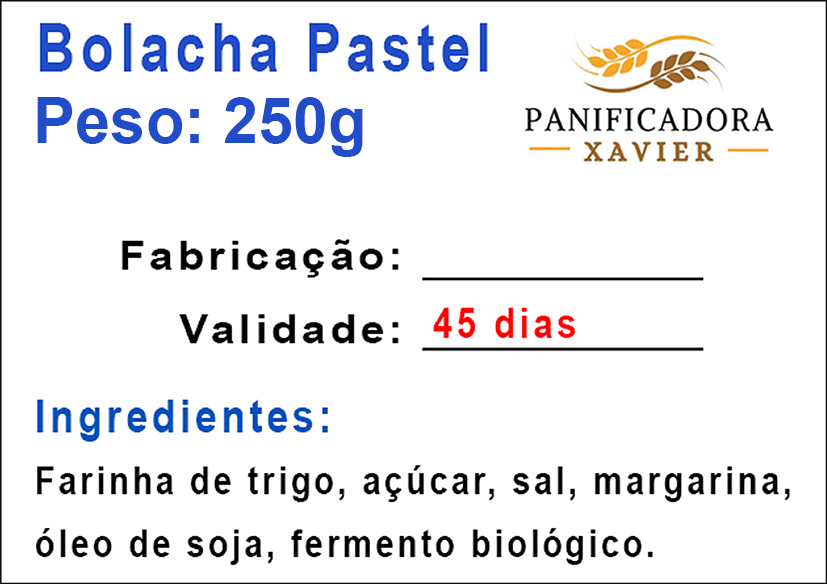 Bolacha Pastel
Peso: 250g
PANIFICADORA
XAVIER
Fabricação:
Validade: 45 dias
Ingredientes:
Farinha de trigo, açúcar, sal, margarina,
óleo de soja, fermento biológico.